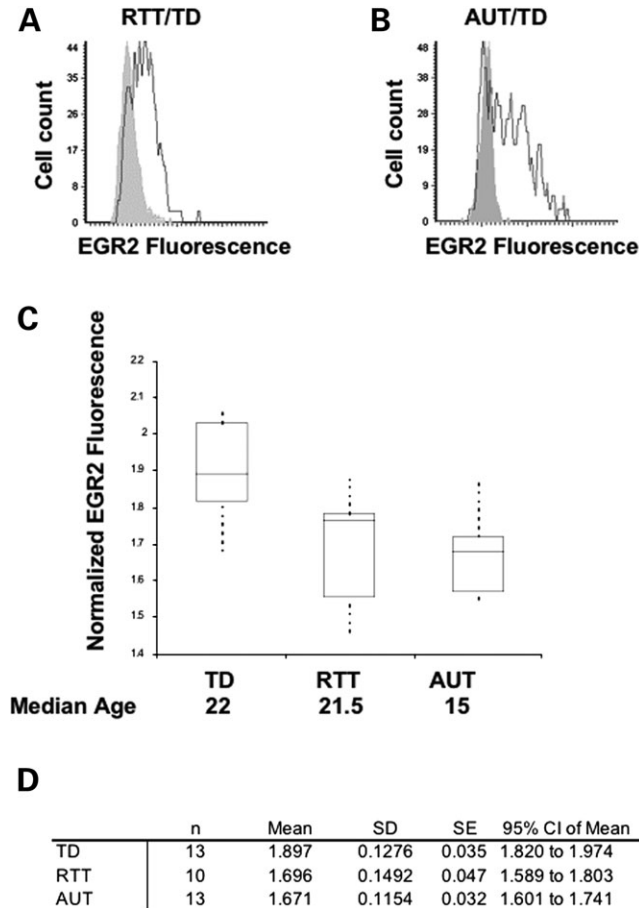 A
RTT/TD
44
35
26
17
8
0
Cell count
EGR2 Fluorescence
B
AUT/TD
48
38
28
18
9
0
Cell count
EGR2 Fluorescence
C
Normalized EGR2 Fluorescence
2.2
2.1
2
1.9
1.8
1.7
1.6
1.5
1.4
TD RTT AUT
Median Age 22 21.5 15
D
n Mean SD SE 95% CI of Mean
TD 13 1.897 0.1276 0.035 1.820 to 1.974
RTT 10 1.696 0.1492 0.047 1.589 to 1.803
AUT 13 1.671 0.1154 0.032 1.601 to 1.741